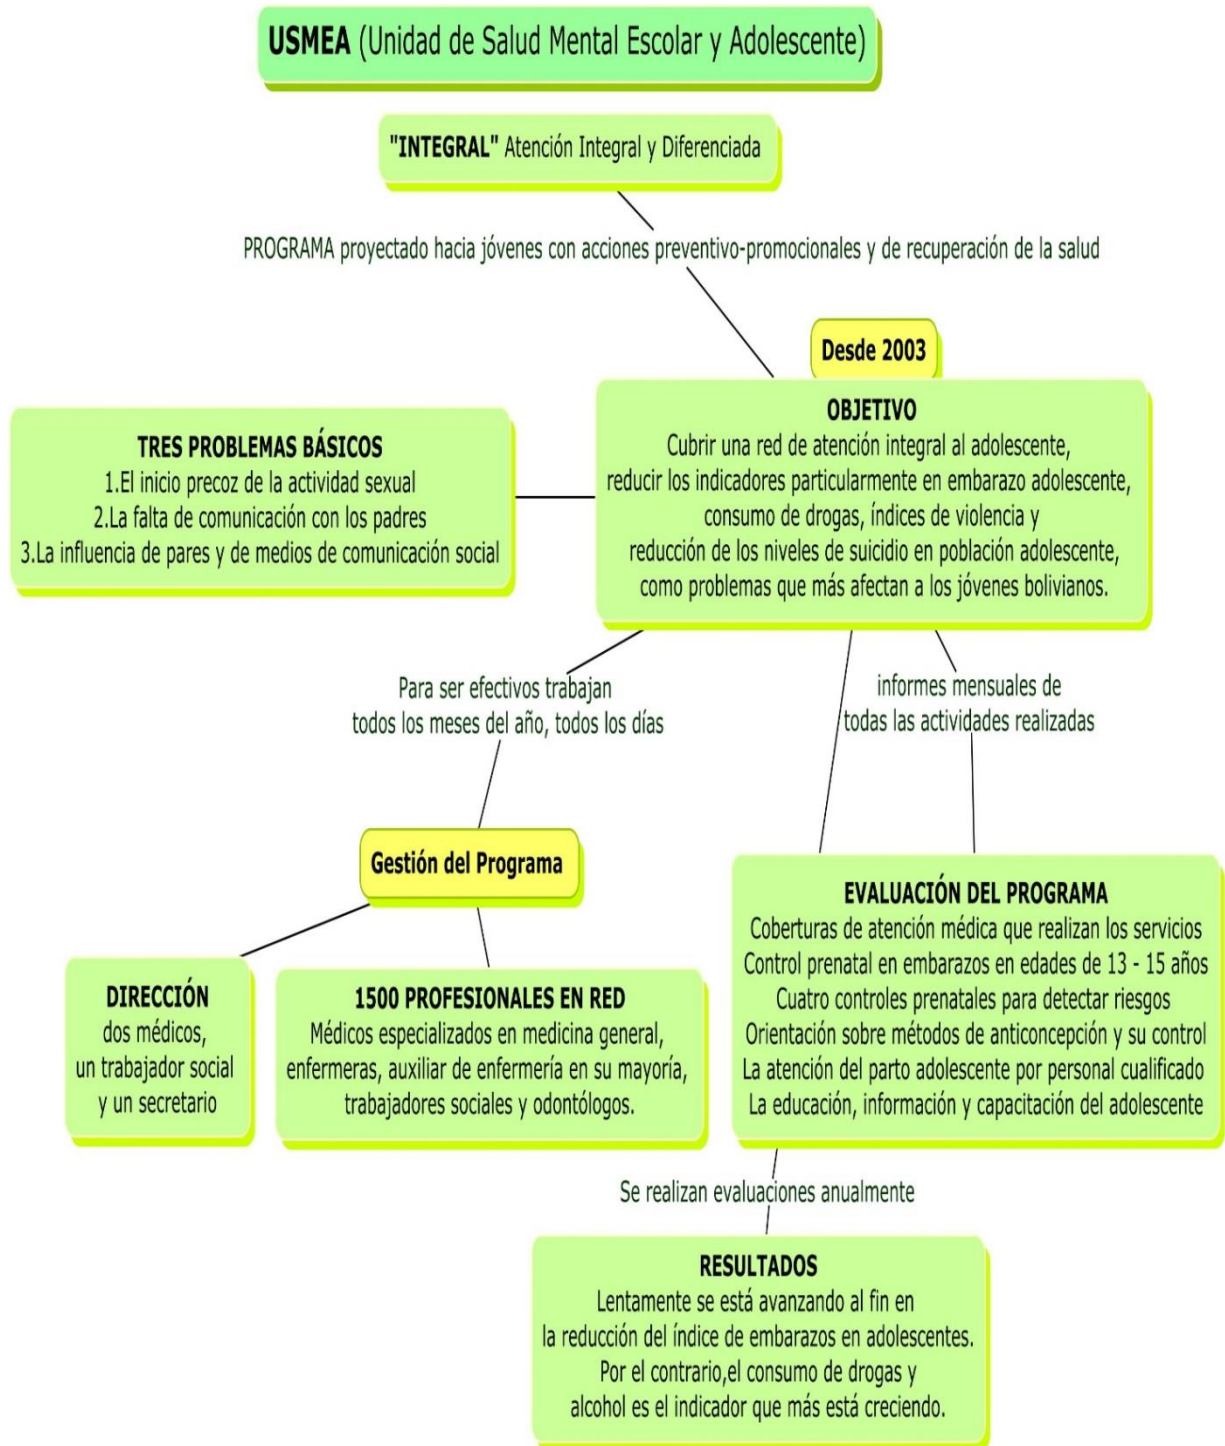 USMEA (Unidad de Salud Mental Escolar y Adolescente)
"INTEGRAL" Atención Integral y Diferenciada
PROGRAMA proyectado hacia jóvenes con acciones preventivo-promocionales y de recuperación de la salud
Desde 2003
OBJETIVO
Cubrir una red de atención integral al adolescente,
reducir los indicadores particularmente en embarazo adolescente,
consumo de drogas, índices de violencia y
reducción de los niveles de suicidio en población adolescente,
como problemas que más afectan a los jóvenes bolivianos.
TRES PROBLEMAS BÁSICOS
1.El inicio precoz de la actividad sexual
2.La falta de comunicación con los padres
3.La influencia de pares y de medios de comunicación social
Para ser efectivos trabajan
todos los meses del año, todos los días
informes mensuales de
todas las actividades realizadas
Gestión del Programa
DIRECCIÓN
dos médicos,
un trabajador social
y un secretario
1500 PROFESIONALES EN RED
Médicos especializados en medicina general,
enfermeras, auxiliar de enfermería en su mayoría,
trabajadores sociales y odontólogos.
EVALUACIÓN DEL PROGRAMA
Coberturas de atención médica que realizan los servicios
Control prenatal en embarazos en edades de 13 - 15 años
Cuatro controles prenatales para detectar riesgos
Orientación sobre métodos de anticoncepción y su control
La atención del parto adolescente por personal cualificado
La educación, información y capacitación del adolescente
Se realizan evaluaciones anualmente
RESULTADOS
Lentamente se está avanzando al fin en
la reducción del índice de embarazos en adolescentes.
Por el contrario,el consumo de drogas y
alcohol es el indicador que más está creciendo.